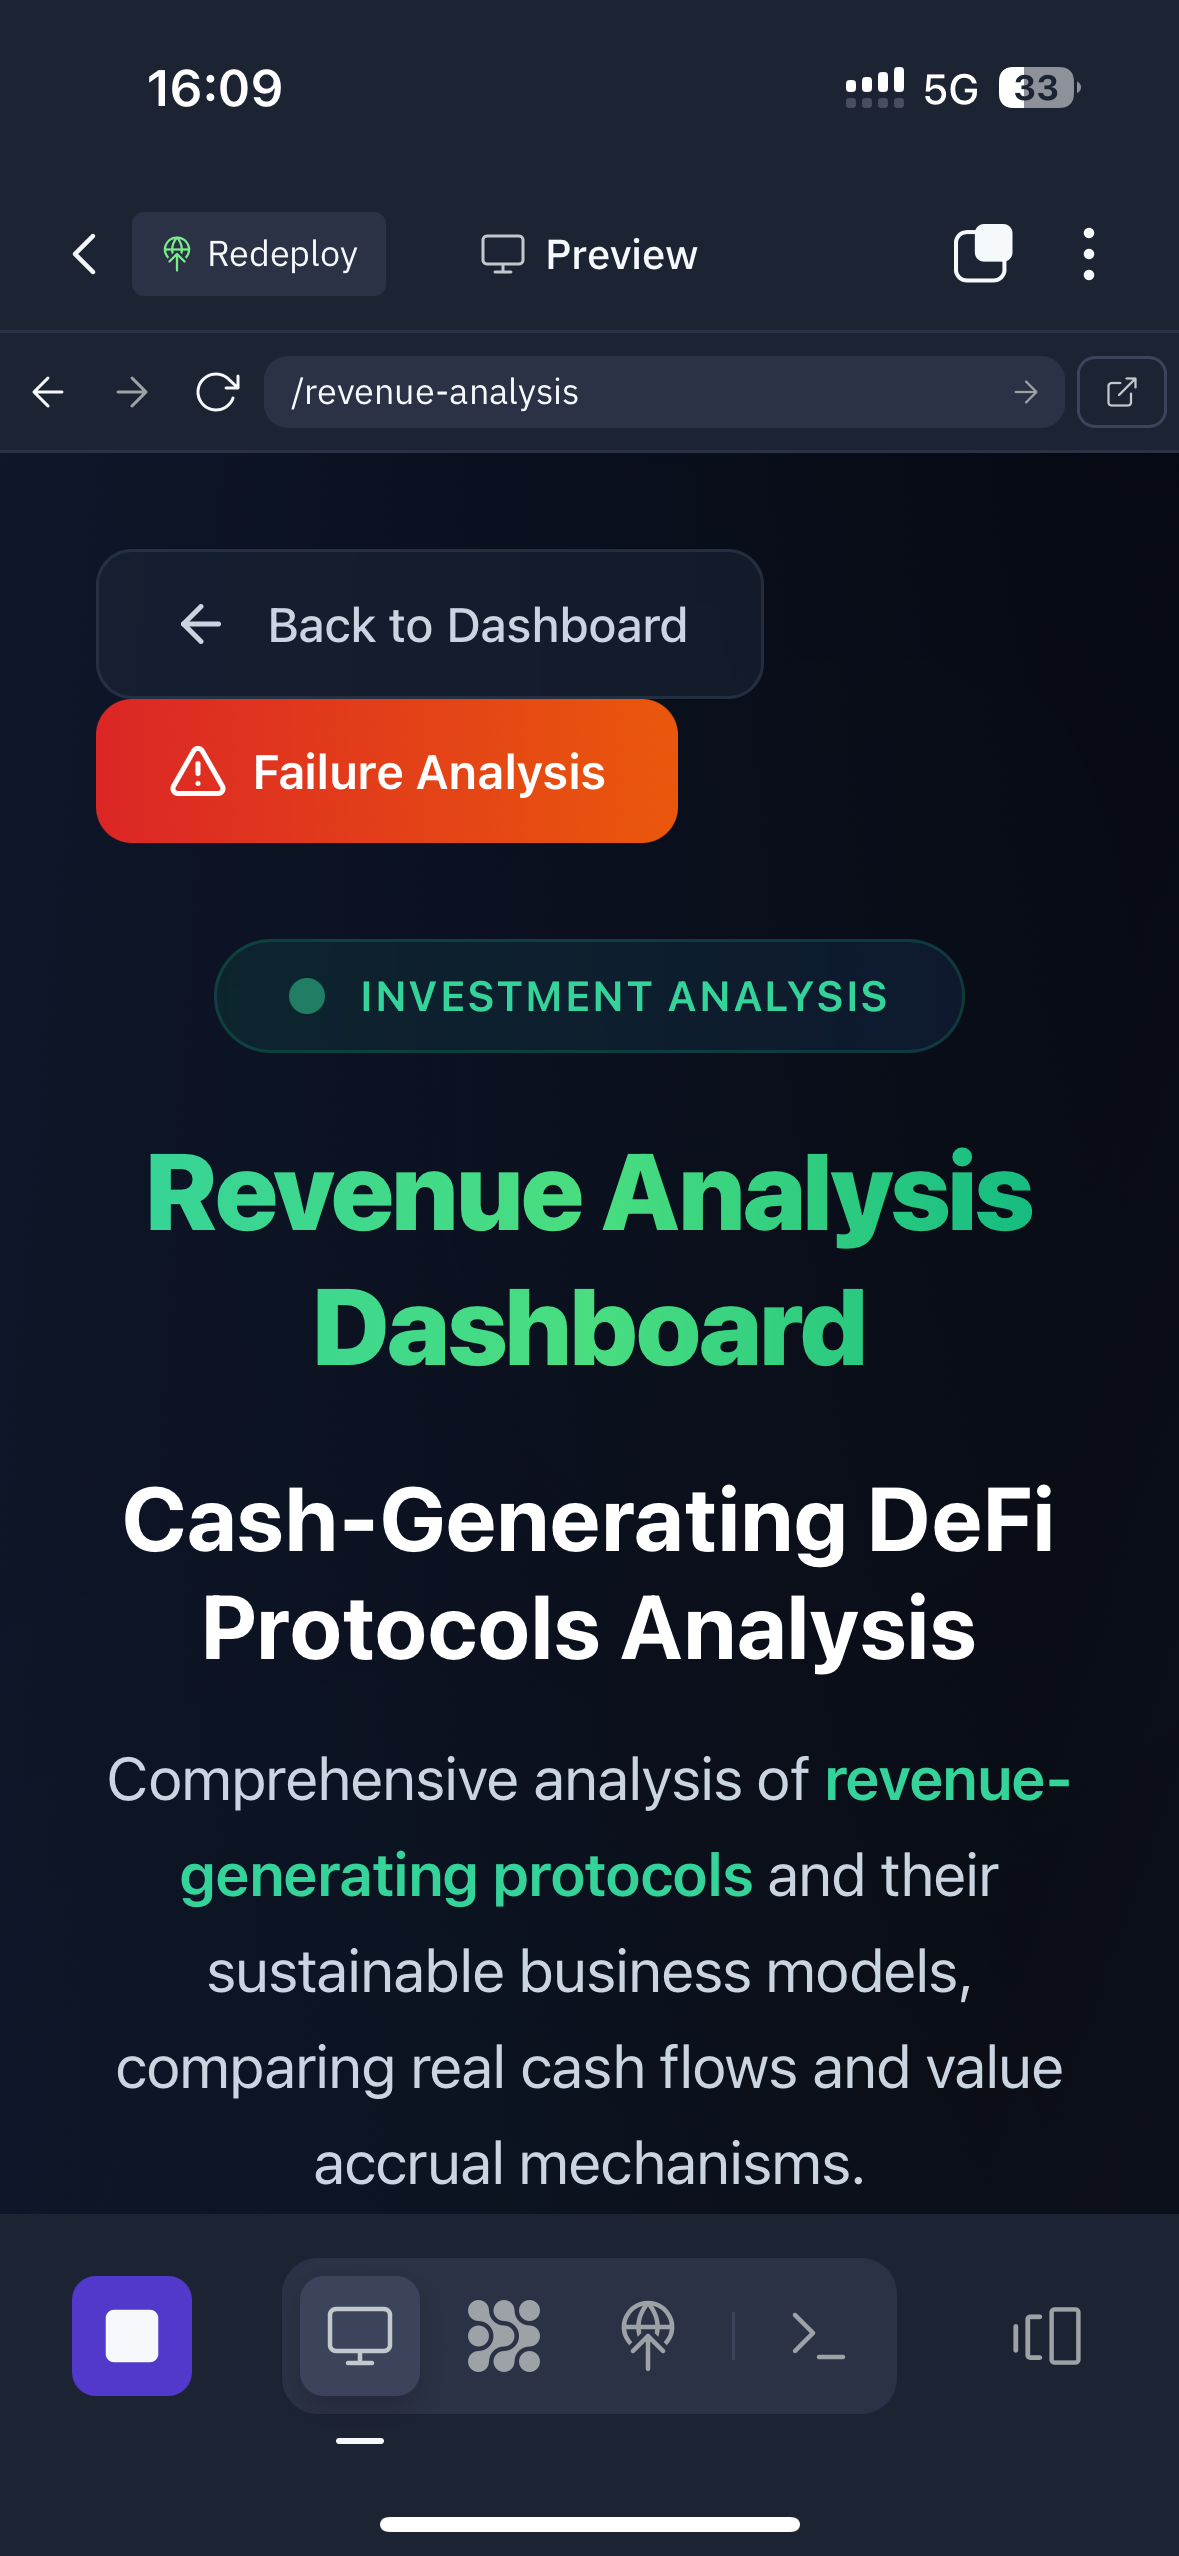 16:09
5G
33
Redeploy
Preview
/revenue-analysis
Back to Dashboard
Failure Analysis
INVESTMENT ANALYSIS
Revenue Analysis
Dashboard
Cash-Generating DeFi
Protocols Analysis
Comprehensive analysis of revenue-
generating protocols and their
sustainable business models,
comparing real cash flows and value
accrual mechanisms.